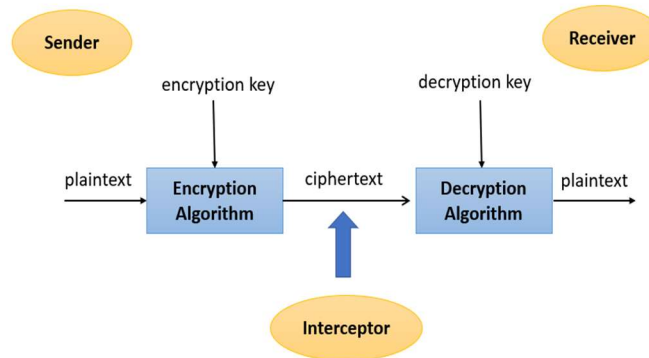 Sender
Receiver
encryption key
decryption key
plaintext
Encryption
Algorithm
ciphertext
Decryption
Algorithm
plaintext
Interceptor